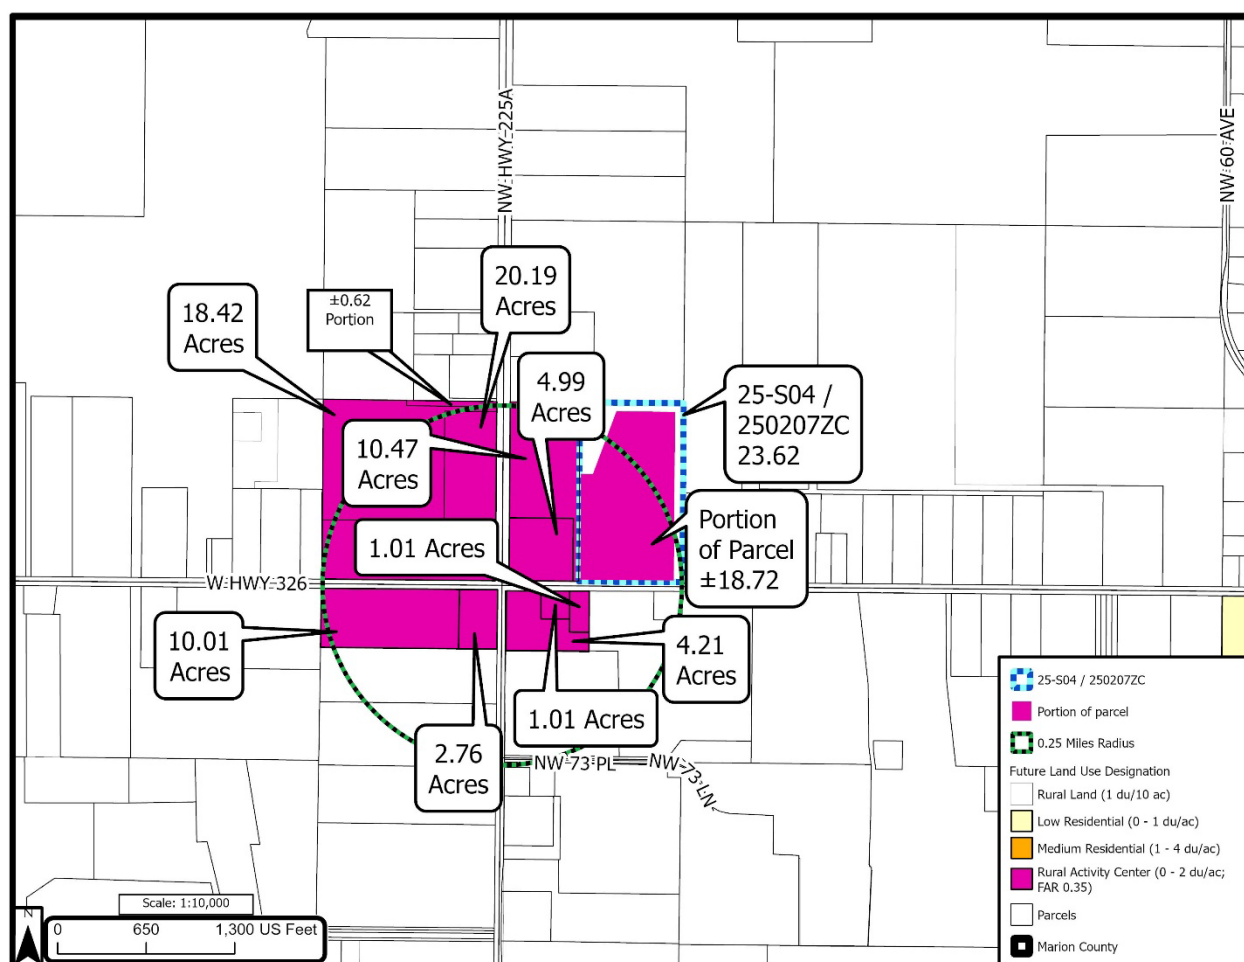 NW HWY 225A
NW 60 AVE
20.19
Acres
±0.62
Portion
18.42
Acres
4.99
Acres
25-S04 /
250207ZC
23.62
10.47
Acres
Portion
of Parcel
±18.72
1.01 Acres
W HWY 326
10.01
Acres
4.21
Acres
1.01 Acres
2.76
Acres
NW 73 PL
NW 73 LN
25-S04 / 250207ZC
Portion of parcel
0.25 Miles Radius
Future Land Use Designation
Rural Land (1 du/10 ac)
Low Residential (0 - 1 du/ac)
Medium Residential (1 - 4 du/ac)
Rural Activity Center (0 - 2 du/ac;
FAR 0.35)
Parcels
Marion County
Scale: 1:10,000
N
0 650 1,300 US Feet